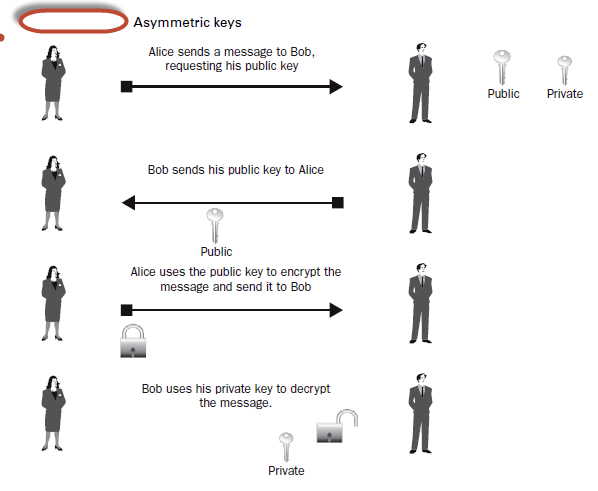 Asymmetric keys
Alice sends a message to Bob,
requesting his public key
Public
Private
Bob sends his public key to Alice
Public
Alice uses the public key to encrypt the
message and send it to Bob
Bob uses his private key to decrypt
the message.
Private